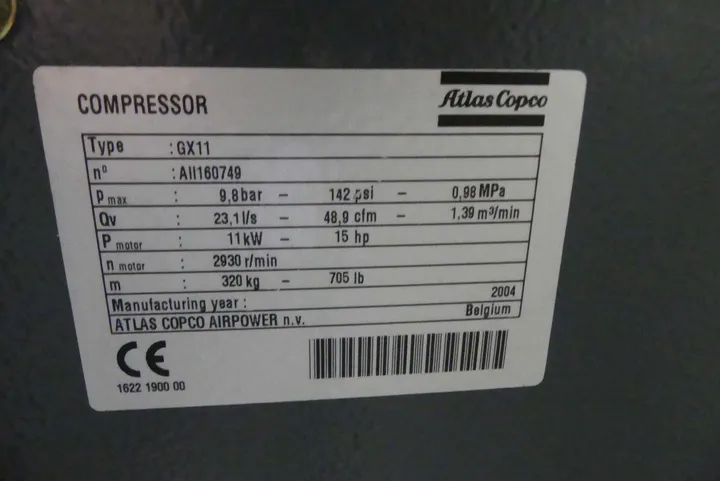 COMPRESSOR
Atlas Copco
Type : GX11
nº : AII160749
P max : 9,8 bar – 142 psi – 0,98 MPa
Qv : 23,1 l/s – 48,9 cfm – 1,39 m³/min
P motor : 11 kW – 15 hp
n motor : 2930 r/min
m : 320 kg – 705 lb
Manufacturing year : 2004
ATLAS COPCO AIRPOWER n.v. Belgium
CE
1622 1900 00